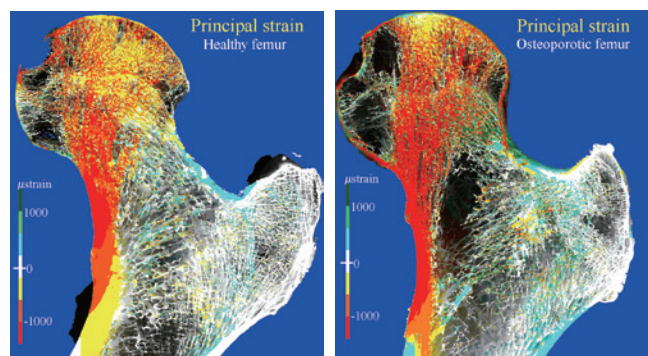 Principal strain
Healthy femur
μstrain
1000
0
-1000
Principal strain
Osteoporotic femur
μstrain
1000
0
-1000